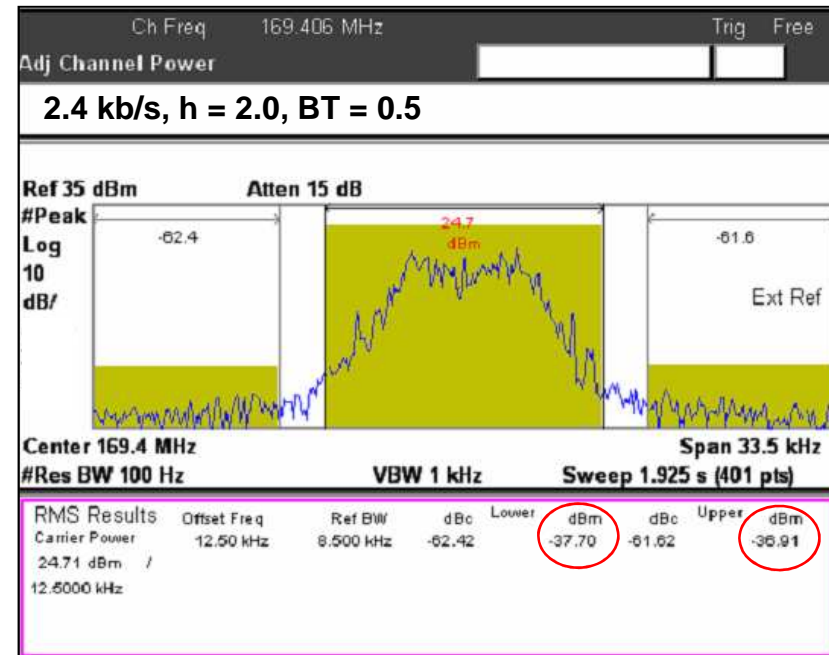 Ch Freq 169.406 MHz Trig Free
Adj Channel Power
2.4 kb/s, h = 2.0, BT = 0.5
Ref 35 dBm Atten 15 dB
#Peak
Log
10
dB/
-62.4
24.7
dBm
-61.6
Ext Ref
Center 169.4 MHz Span 33.5 kHz
#Res BW 100 Hz VBW 1 kHz Sweep 1.925 s (401 pts)
RMS Results Offset Freq Ref BW dBc Lower dBm dBc Upper dBm
Carrier Power 12.50 kHz 8.500 kHz -62.42 -37.70 -61.62 -36.91
24.71 dBm /
12.5000 kHz